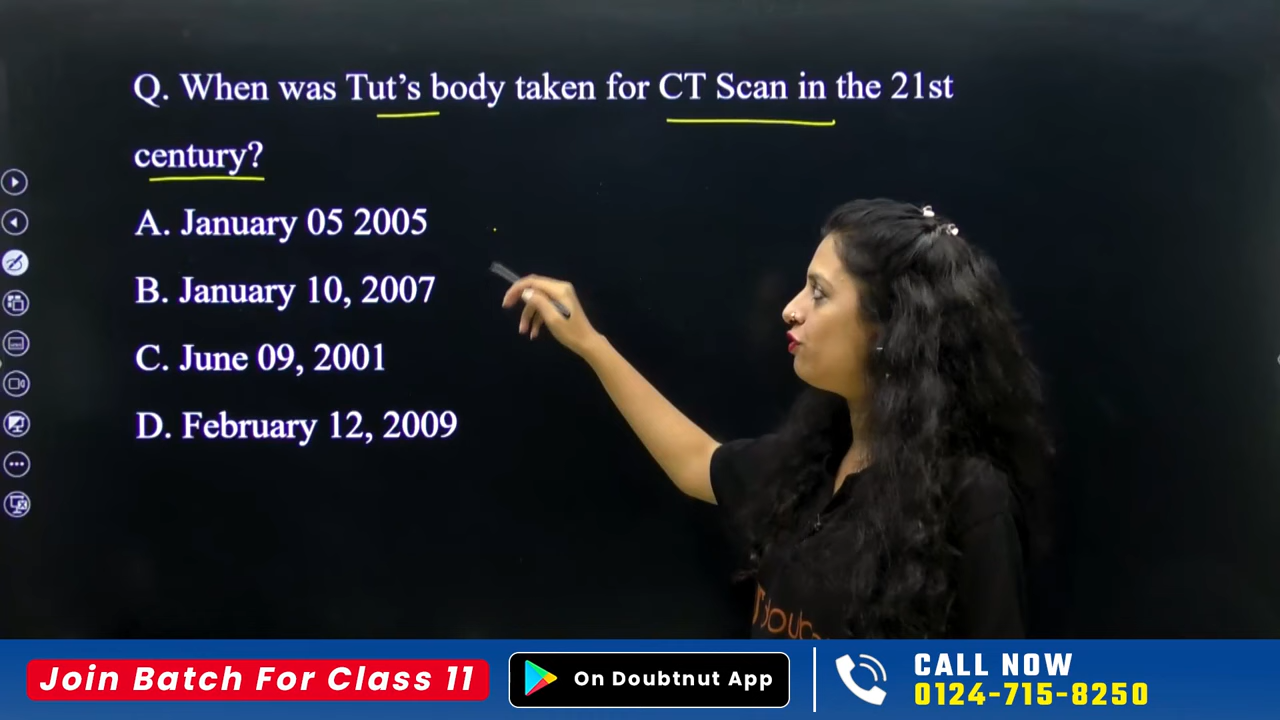 Q. When was Tut’s body taken for CT Scan in the 21st
century?
A. January 05 2005
B. January 10, 2007
C. June 09, 2001
D. February 12, 2009
Join Batch For Class 11
On Doubtnut App
CALL NOW
0124-715-8250